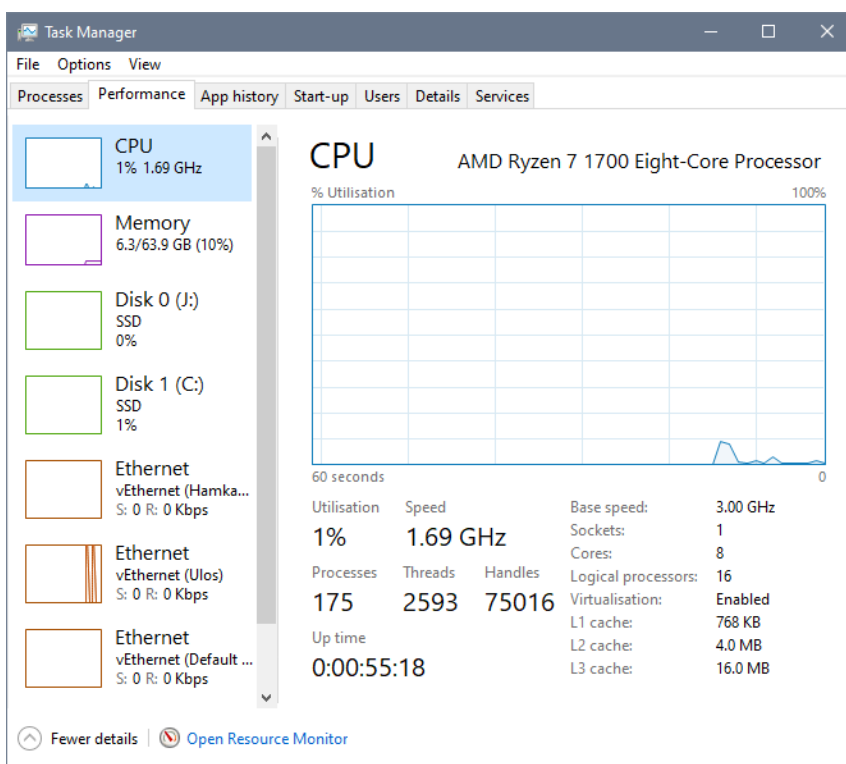 Task Manager
File Options View
Processes Performance App history Start-up Users Details Services
CPU
1% 1.69 GHz
Memory
6.3/63.9 GB (10%)
Disk 0 (J:)
SSD
0%
Disk 1 (C:)
SSD
1%
Ethernet
vEthernet (Hamka...
S: 0 R: 0 Kbps
Ethernet
vEthernet (Ulos)
S: 0 R: 0 Kbps
Ethernet
vEthernet (Default ...
S: 0 R: 0 Kbps
CPU AMD Ryzen 7 1700 Eight-Core Processor
% Utilisation 100%
60 seconds 0
Utilisation Speed
1% 1.69 GHz
Processes Threads Handles
175 2593 75016
Up time
0:00:55:18
Base speed: 3.00 GHz
Sockets: 1
Cores: 8
Logical processors: 16
Virtualisation: Enabled
L1 cache: 768 KB
L2 cache: 4.0 MB
L3 cache: 16.0 MB
Fewer details Open Resource Monitor